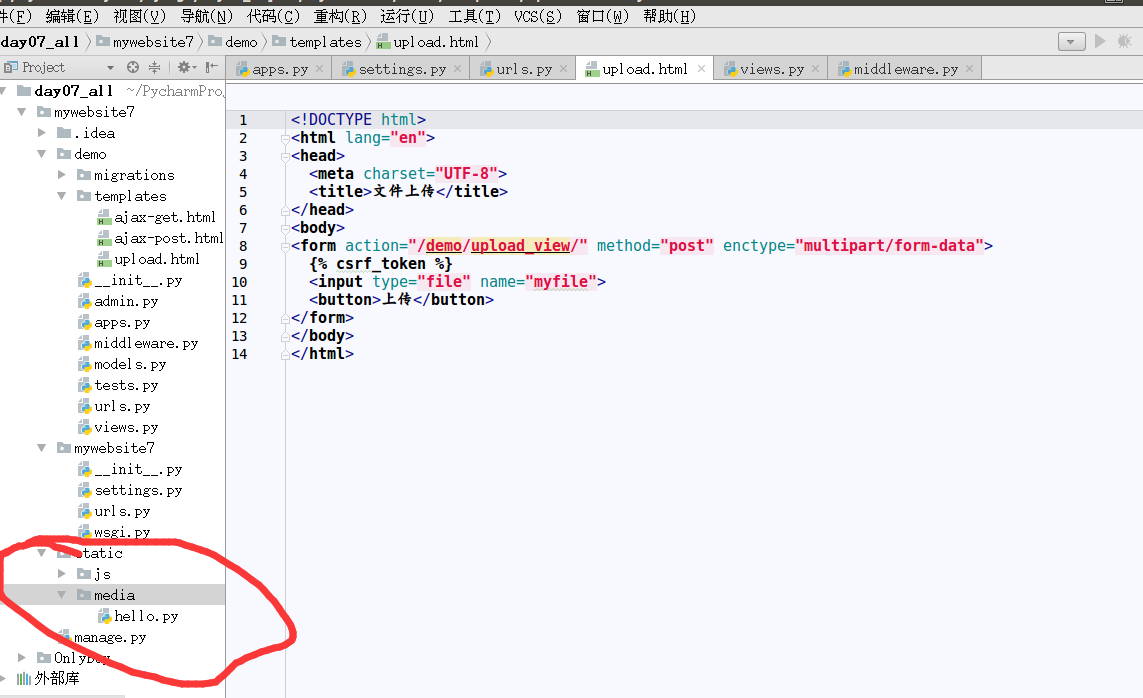 件(F) 编辑(E) 视图(V) 导航(N) 代码(C) 重构(R) 运行(U) 工具(T) VCS(S) 窗口(W) 帮助(H)
day07_all mywebsite7 demo templates upload.html
Project apps.py settings.py urls.py upload.html views.py middleware.py
day07_all ~/PycharmPro
mywebsite7
.idea
demo
migrations
templates
ajax-get.html
ajax-post.html
upload.html
__init__.py
admin.py
apps.py
middleware.py
models.py
tests.py
urls.py
views.py
mywebsite7
__init__.py
settings.py
urls.py
wsgi.py
static
js
media
hello.py
manage.py
OnlyBuy
外部库
1 <!DOCTYPE html>
2 <html lang="en">
3 <head>
4 <meta charset="UTF-8">
5 <title>文件上传</title>
6 </head>
7 <body>
8 <form action="/demo/upload_view/" method="post" enctype="multipart/form-data">
9 {% csrf_token %}
10 <input type="file" name="myfile">
11 <button>上传</button>
12 </form>
13 </body>
14 </html>